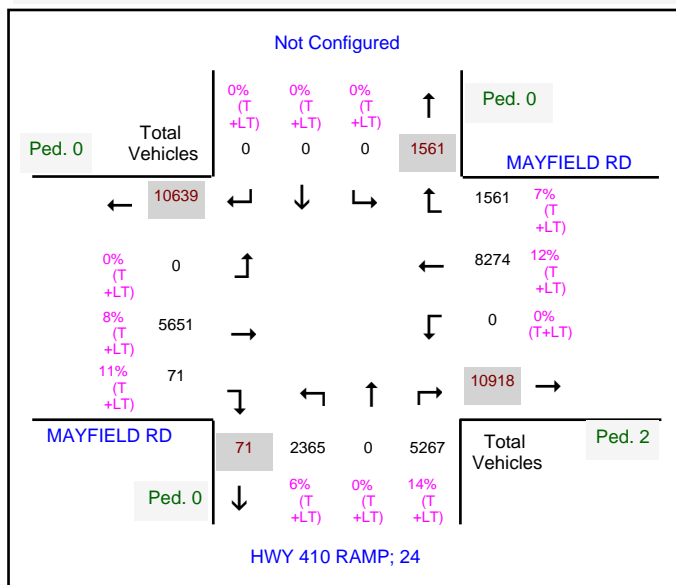 Not Configured
0% 0% 0%
(T (T (T
+LT) +LT) +LT)
Ped. 0
Ped. 0
Total
Vehicles
0 0 0 1561
MAYFIELD RD
10639
1561 7%
(T
+LT)
0%
(T
+LT)
0
8274 12%
(T
+LT)
8%
(T
+LT)
5651
0 0%
(T+LT)
11%
(T
+LT)
71
10918
MAYFIELD RD
71 2365 0 5267
Total
Vehicles
Ped. 2
Ped. 0
6% 0% 14%
(T (T (T
+LT) +LT) +LT)
HWY 410 RAMP; 24